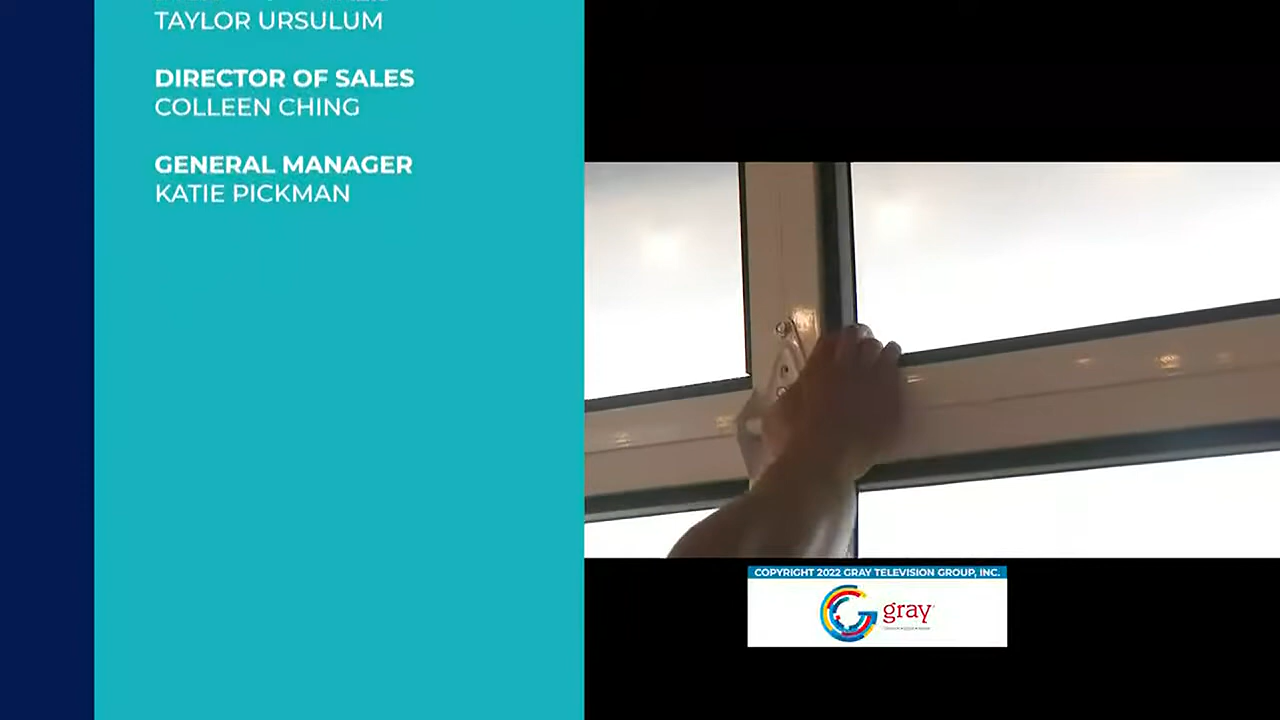 TAYLOR URSULUM
DIRECTOR OF SALES
COLLEEN CHING
GENERAL MANAGER
KATIE PICKMAN
COPYRIGHT 2022 GRAY TELEVISION GROUP, INC.
gray